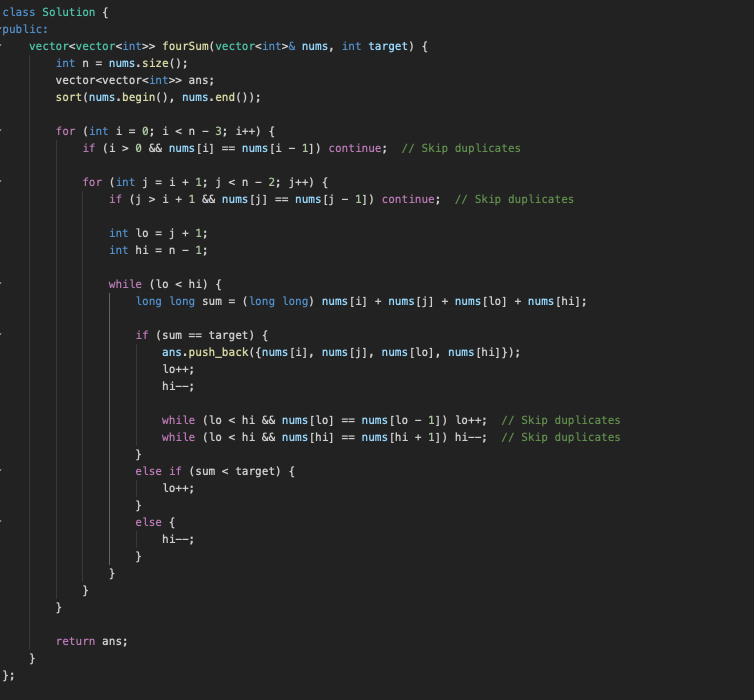 class Solution {
public:
    vector<vector<int>> fourSum(vector<int>& nums, int target) {
        int n = nums.size();
        vector<vector<int>> ans;
        sort(nums.begin(), nums.end());

        for (int i = 0; i < n - 3; i++) {
            if (i > 0 && nums[i] == nums[i - 1]) continue;  // Skip duplicates

            for (int j = i + 1; j < n - 2; j++) {
                if (j > i + 1 && nums[j] == nums[j - 1]) continue;  // Skip duplicates

                int lo = j + 1;
                int hi = n - 1;

                while (lo < hi) {
                    long long sum = (long long) nums[i] + nums[j] + nums[lo] + nums[hi];

                    if (sum == target) {
                        ans.push_back({nums[i], nums[j], nums[lo], nums[hi]});
                        lo++;
                        hi--;

                        while (lo < hi && nums[lo] == nums[lo - 1]) lo++;  // Skip duplicates
                        while (lo < hi && nums[hi] == nums[hi + 1]) hi--;  // Skip duplicates
                    }
                    else if (sum < target) {
                        lo++;
                    }
                    else {
                        hi--;
                    }
                }
            }
        }

        return ans;
    }
};